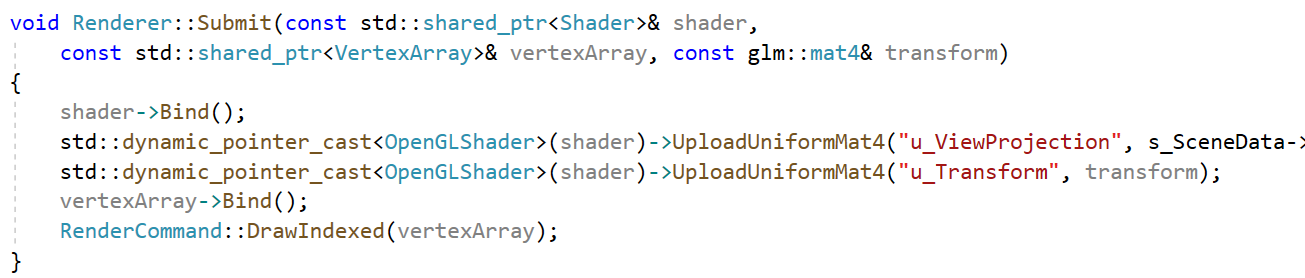 void Renderer::Submit(const std::shared_ptr<Shader>& shader,
    const std::shared_ptr<VertexArray>& vertexArray, const glm::mat4& transform)
{
    shader->Bind();
    std::dynamic_pointer_cast<OpenGLShader>(shader)->UploadUniformMat4("u_ViewProjection", s_SceneData->
    std::dynamic_pointer_cast<OpenGLShader>(shader)->UploadUniformMat4("u_Transform", transform);
    vertexArray->Bind();
    RenderCommand::DrawIndexed(vertexArray);
}